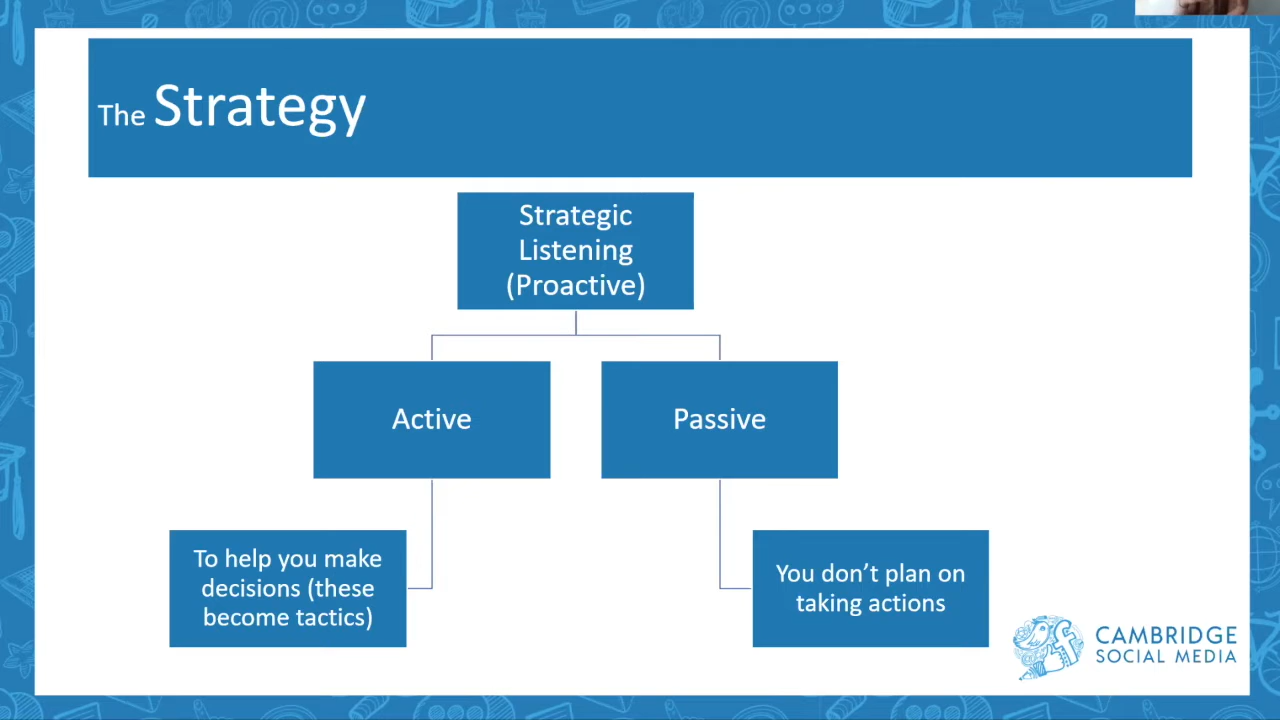 The Strategy
Strategic
Listening
(Proactive)
Active
Passive
To help you make
decisions (these
become tactics)
You don’t plan on
taking actions
CAMBRIDGE
SOCIAL MEDIA